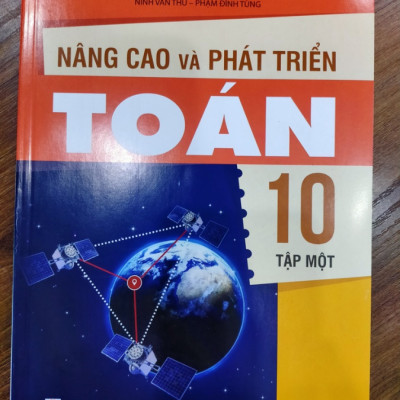 NINH VĂN THU – PHẠM ĐÌNH TÙNG
NÂNG CAO VÀ PHÁT TRIỂN
TOÁN
10
TẬP MỘT